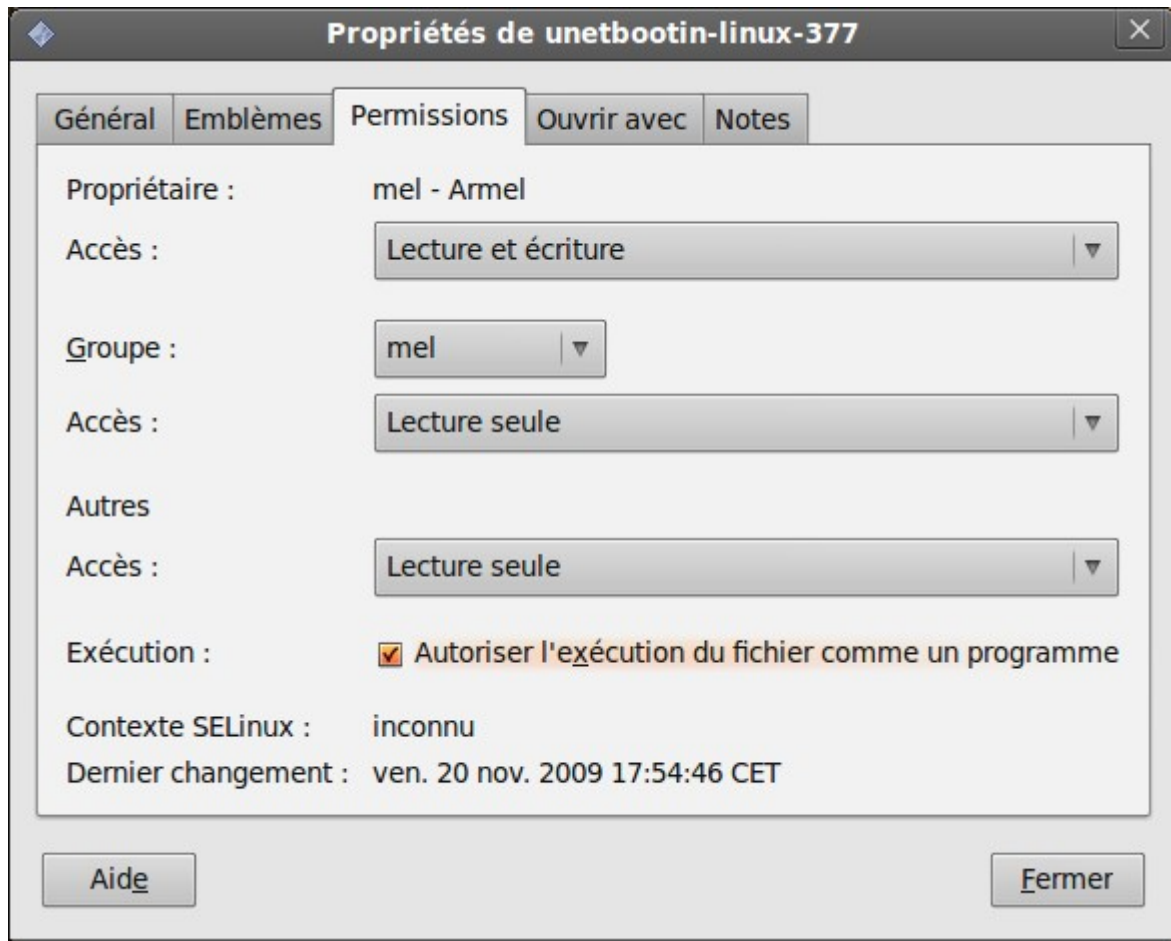 Propriétés de unetbootin-linux-377
Général Emblèmes Permissions Ouvrir avec Notes
Propriétaire : mel - Armel
Accès : Lecture et écriture
Groupe : mel
Accès : Lecture seule
Autres
Accès : Lecture seule
Exécution : Autoriser l'exécution du fichier comme un programme
Contexte SELinux : inconnu
Dernier changement : ven. 20 nov. 2009 17:54:46 CET
Aide Fermer